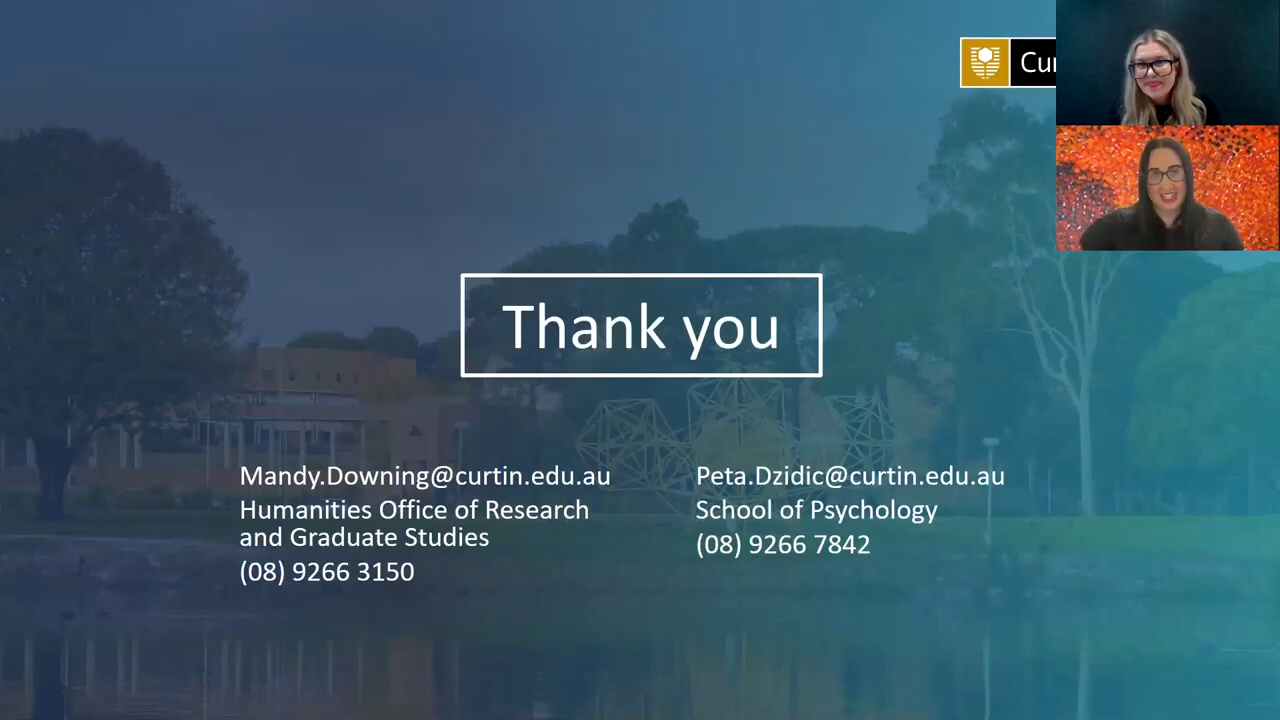 Thank you
Mandy.Downing@curtin.edu.au
Humanities Office of Research
and Graduate Studies
(08) 9266 3150
Peta.Dzidic@curtin.edu.au
School of Psychology
(08) 9266 7842